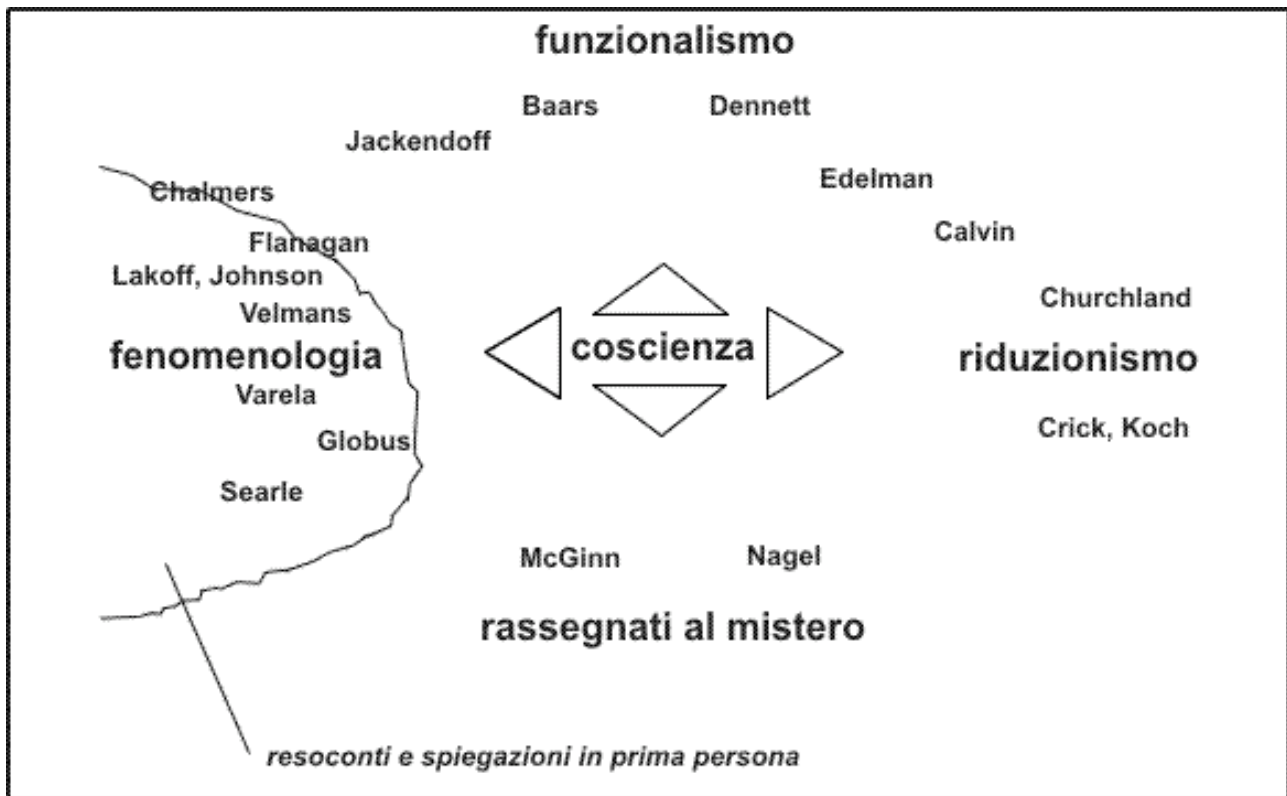 funzionalismo
Baars Dennett
Jackendoff
Edelman
Chalmers
Calvin
Flanagan
Lakoff, Johnson
Churchland
Velmans
fenomenologia coscienza riduzionismo
Varela
Globus Crick, Koch
Searle
McGinn Nagel
rassegnati al mistero
resoconti e spiegazioni in prima persona